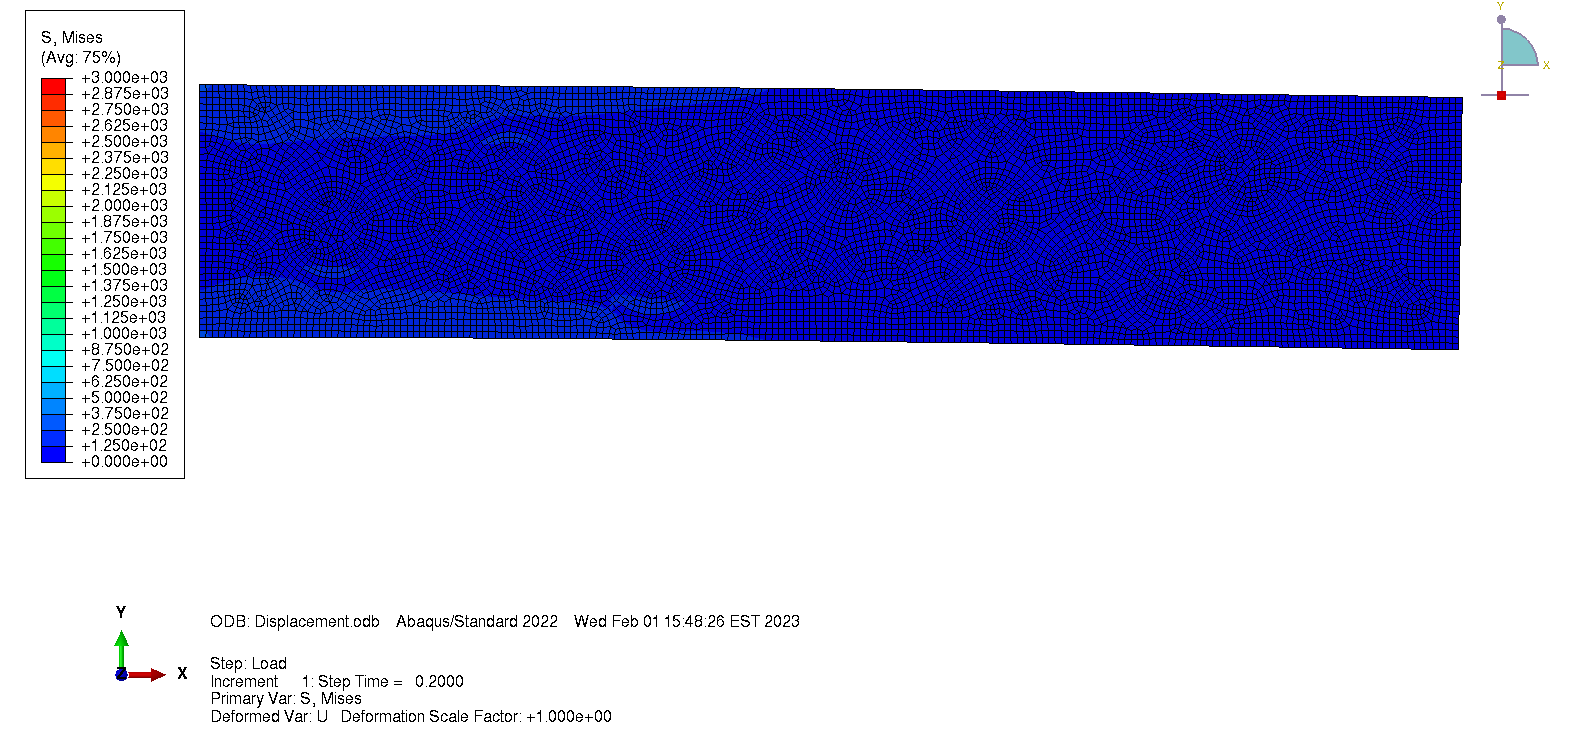 S, Mises
(Avg: 75%)
+3.000e+03
+2.875e+03
+2.750e+03
+2.625e+03
+2.500e+03
+2.375e+03
+2.250e+03
+2.125e+03
+2.000e+03
+1.875e+03
+1.750e+03
+1.625e+03
+1.500e+03
+1.375e+03
+1.250e+03
+1.125e+03
+1.000e+03
+8.750e+02
+7.500e+02
+6.250e+02
+5.000e+02
+3.750e+02
+2.500e+02
+1.250e+02
+0.000e+00
Y
Z X
Y
Z X
ODB: Displacement.odb Abaqus/Standard 2022 Wed Feb 01 15:48:26 EST 2023
Step: Load
Increment 1: Step Time = 0.2000
Primary Var: S, Mises
Deformed Var: U Deformation Scale Factor: +1.000e+00